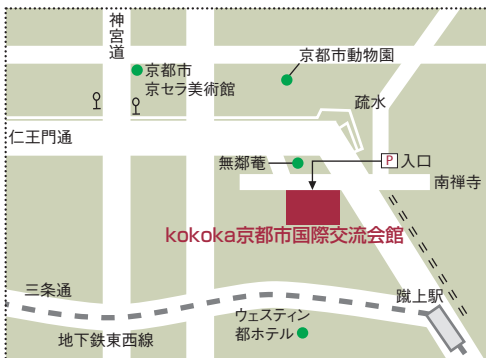 神宮道
京都市動物園
京都市
京セラ美術館
疏水
仁王門通
無鄰菴
P 入口
南禅寺
kokoka京都市国際交流会館
三条通
蹴上駅
ウェスティン
都ホテル
地下鉄東西線